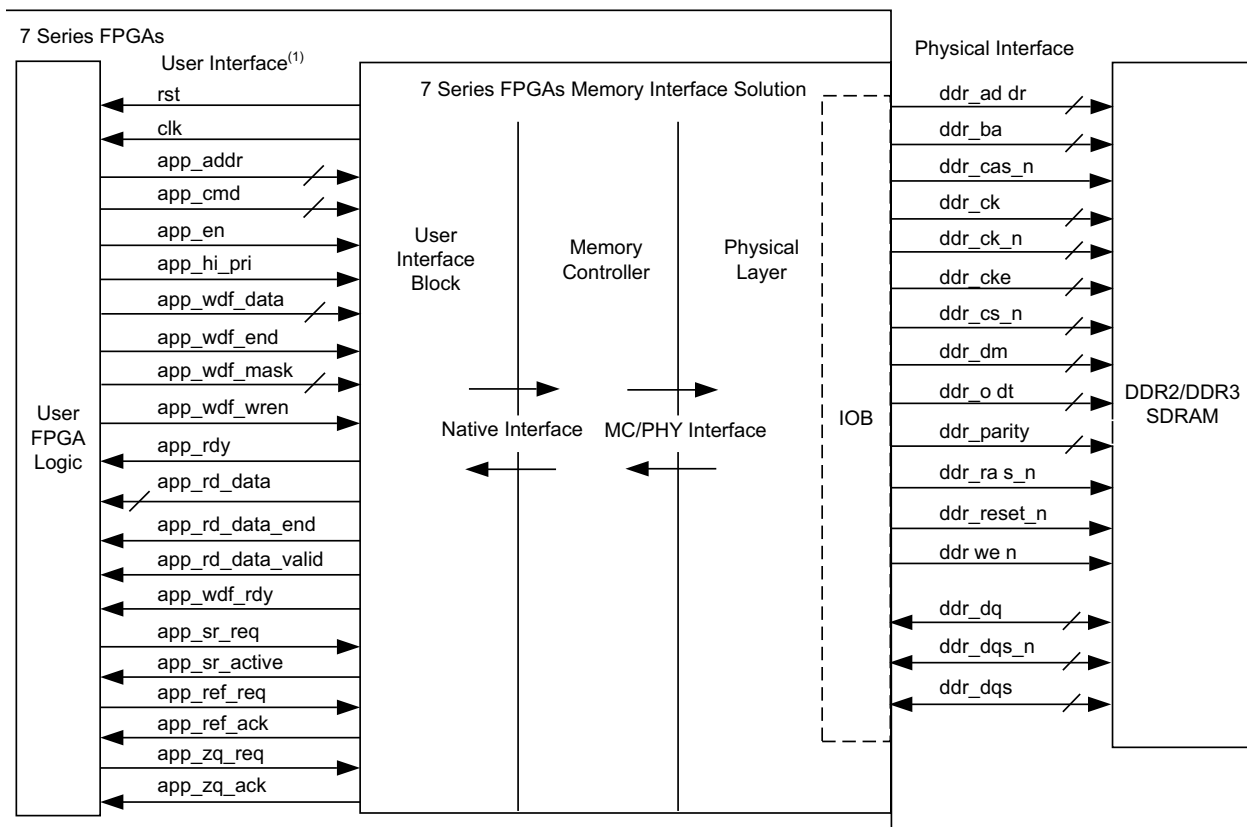 7 Series FPGAs
User Interface(1)
Physical Interface
rst
clk
app_addr
app_cmd
app_en
app_hi_pri
app_wdf_data
app_wdf_end
app_wdf_mask
app_wdf_wren
app_rdy
app_rd_data
app_rd_data_end
app_rd_data_valid
app_wdf_rdy
app_sr_req
app_sr_active
app_ref_req
app_ref_ack
app_zq_req
app_zq_ack
User
FPGA
Logic
7 Series FPGAs Memory Interface Solution
User
Interface
Block
Memory
Controller
Physical
Layer
Native Interface
MC/PHY Interface
IOB
ddr_ad dr
ddr_ba
ddr_cas_n
ddr_ck
ddr_ck_n
ddr_cke
ddr_cs_n
ddr_dm
ddr_o dt
ddr_parity
ddr_ra s_n
ddr_reset_n
ddr we n
ddr_dq
ddr_dqs_n
ddr_dqs
DDR2/DDR3
SDRAM